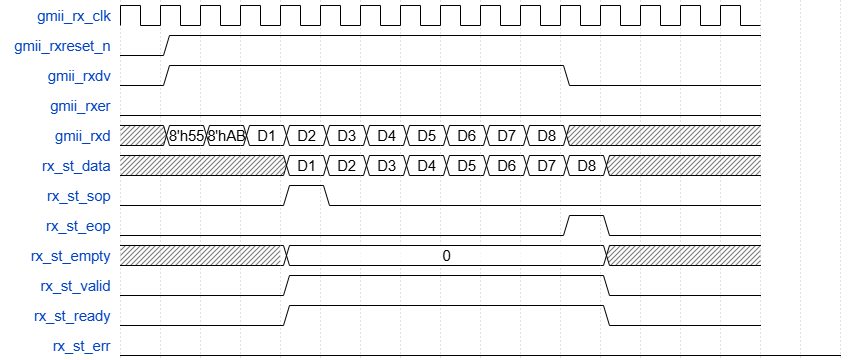 gmii_rx_clk
gmii_rxreset_n
gmii_rxdv
gmii_rxer
gmii_rxd 8'h55 8'hAB D1 D2 D3 D4 D5 D6 D7 D8
rx_st_data D1 D2 D3 D4 D5 D6 D7 D8
rx_st_sop
rx_st_eop
rx_st_empty 0
rx_st_valid
rx_st_ready
rx_st_err